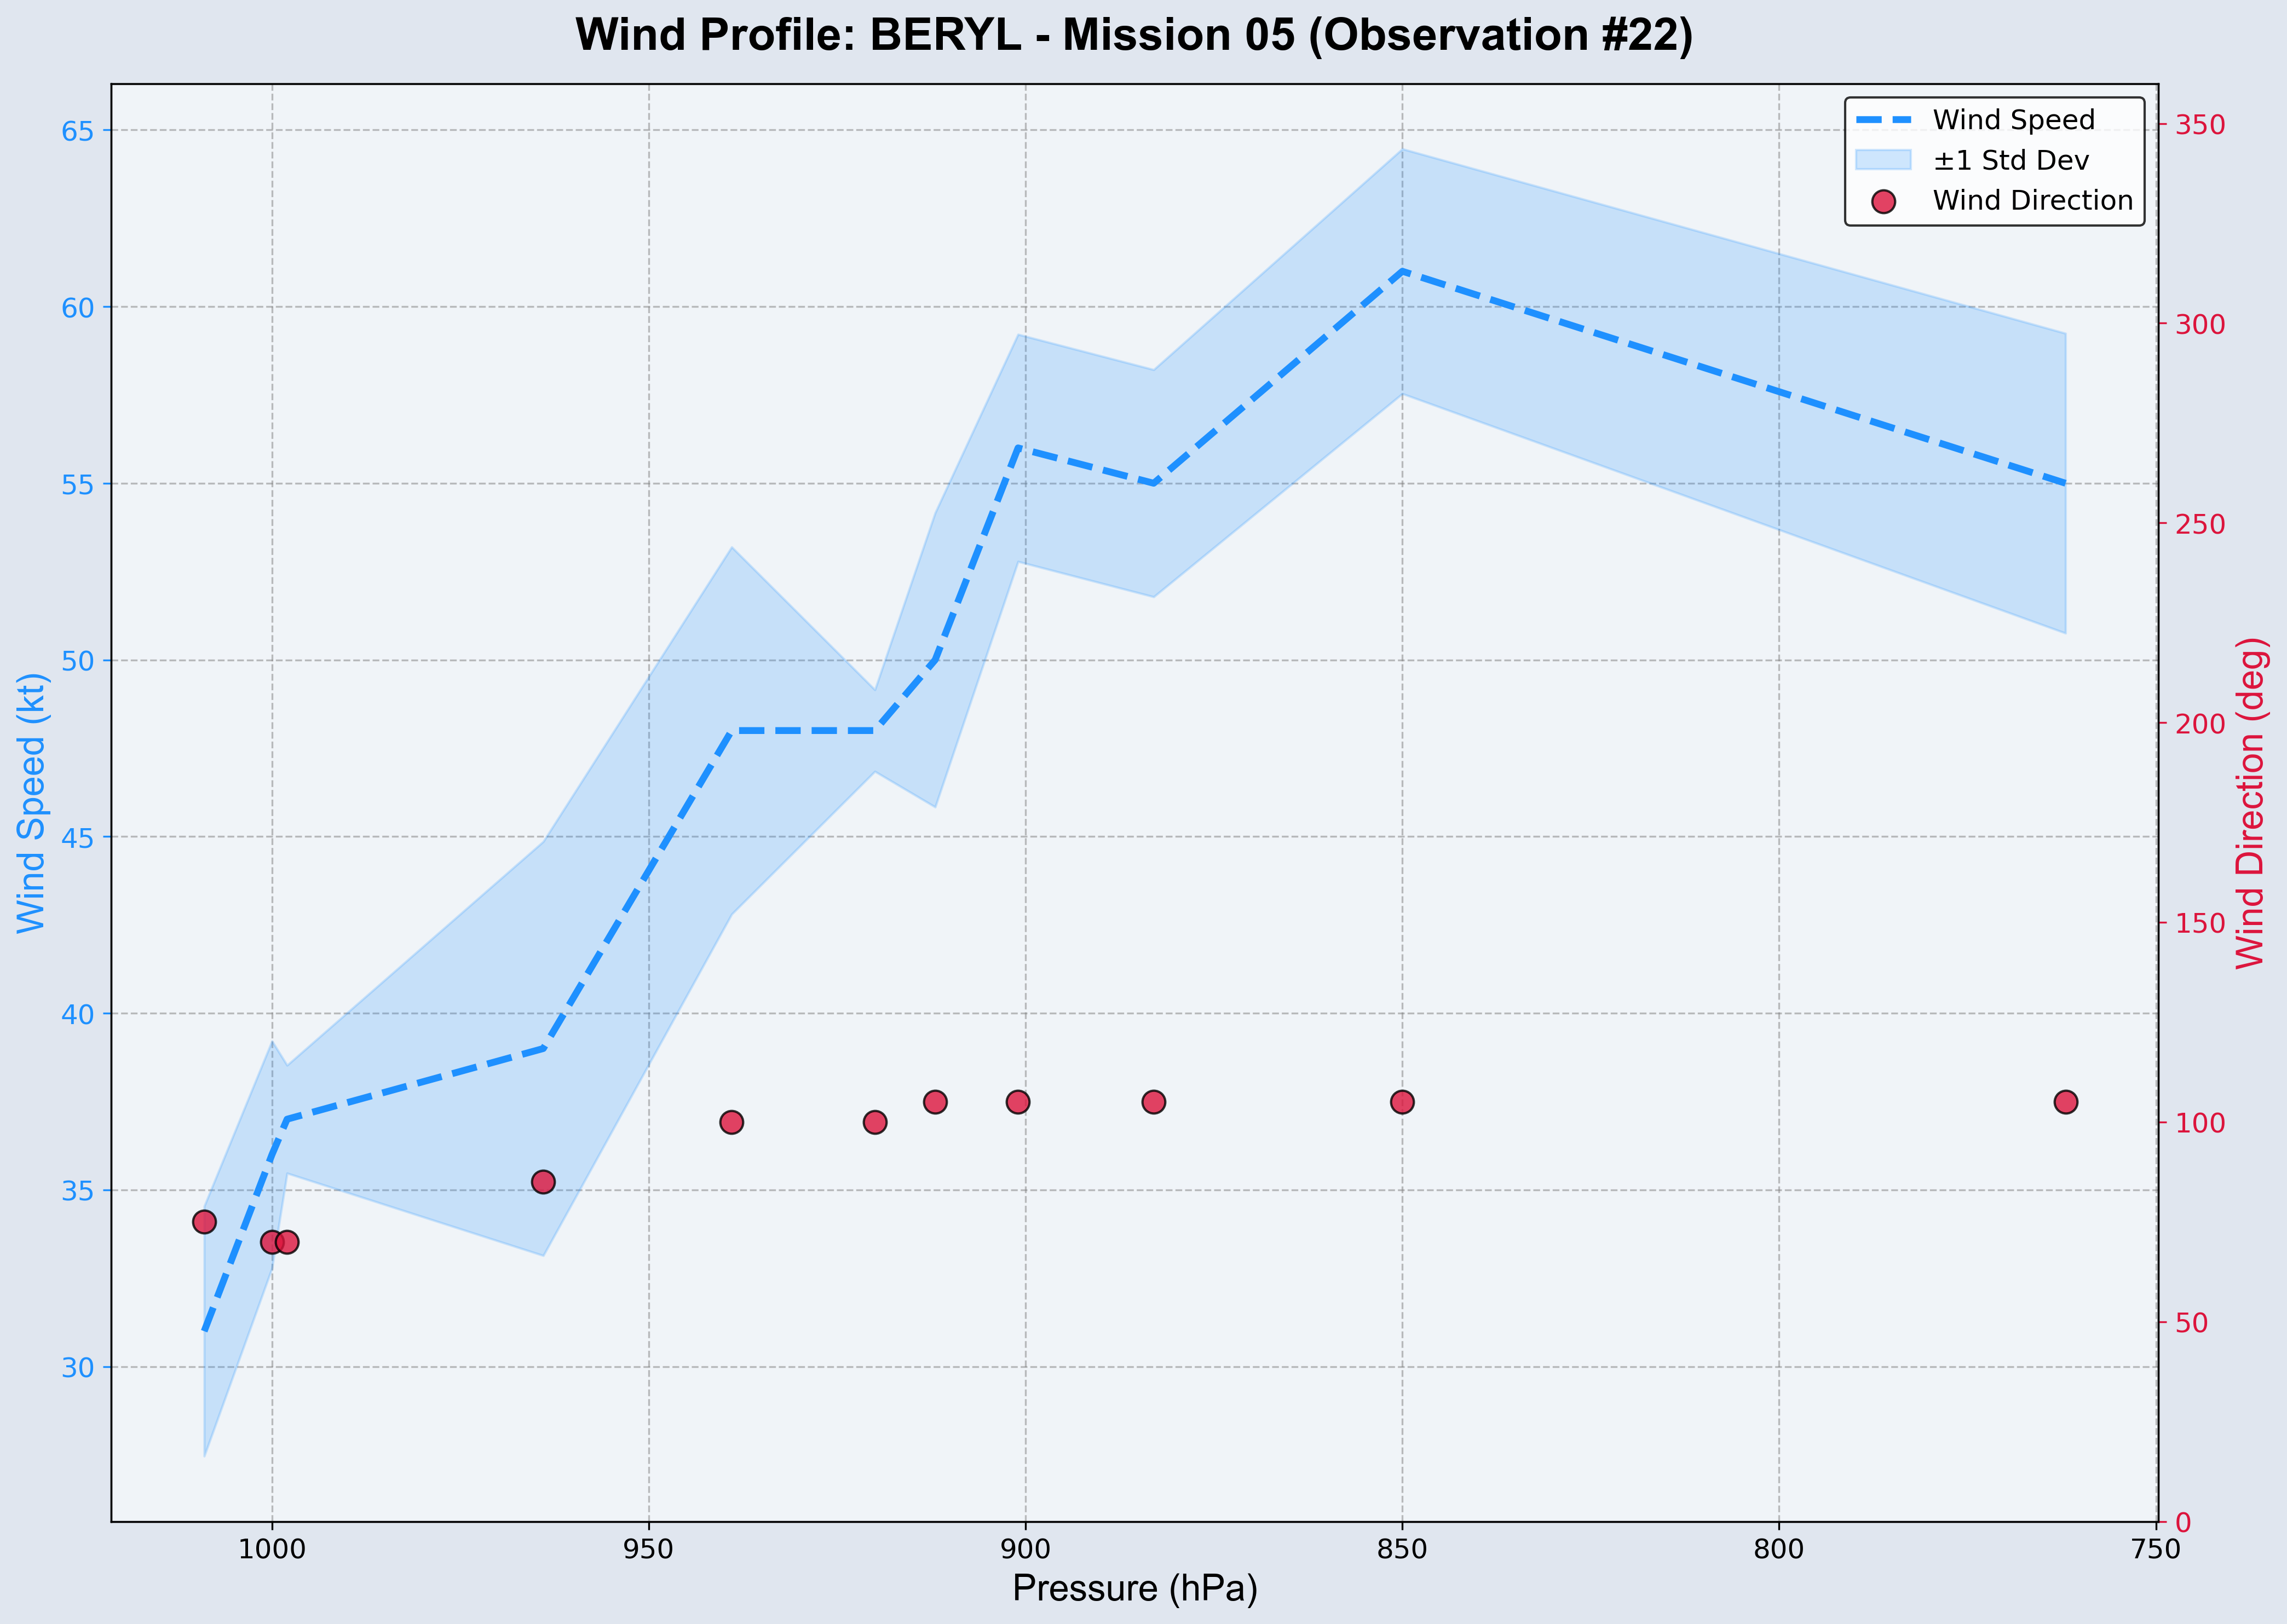 Wind Profile: BERYL - Mission 05 (Observation #22)
Wind Speed
±1 Std Dev
Wind Direction
Wind Speed (kt)
65
60
55
50
45
40
35
30
350
300
250
200
150
100
50
0
Wind Direction (deg)
1000 950 900 850 800 750
Pressure (hPa)